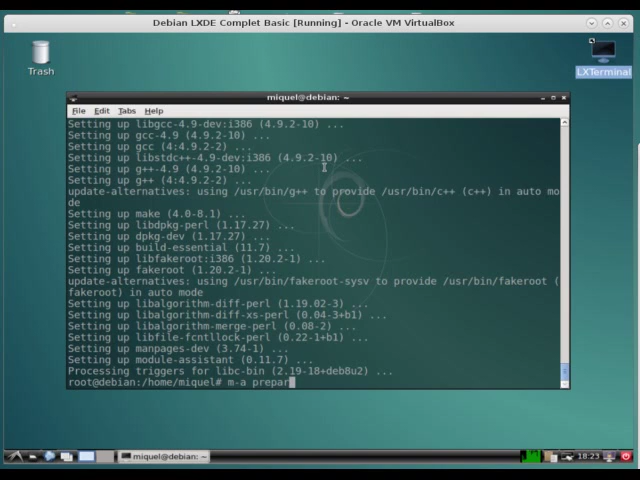 Debian LXDE Complet Basic [Running] - Oracle VM VirtualBox
Trash
LXTerminal
miquel@debian: ~
File Edit Tabs Help
Setting up libgcc-4.9-dev:i386 (4.9.2-10) ...
Setting up gcc-4.9 (4.9.2-10) ...
Setting up gcc (4:4.9.2-2) ...
Setting up libstdc++-4.9-dev:i386 (4.9.2-10) ...
Setting up g++-4.9 (4.9.2-10) ...
Setting up g++ (4:4.9.2-2) ...
update-alternatives: using /usr/bin/g++ to provide /usr/bin/c++ (c++) in auto mo
de
Setting up make (4.0-8.1) ...
Setting up libdpkg-perl (1.17.27) ...
Setting up dpkg-dev (1.17.27) ...
Setting up build-essential (11.7) ...
Setting up libfakeroot:i386 (1.20.2-1) ...
Setting up fakeroot (1.20.2-1) ...
update-alternatives: using /usr/bin/fakeroot-sysv to provide /usr/bin/fakeroot (
fakeroot) in auto mode
Setting up libalgorithm-diff-perl (1.19.02-3) ...
Setting up libalgorithm-diff-xs-perl (0.04-3+b1) ...
Setting up libalgorithm-merge-perl (0.08-2) ...
Setting up libfile-fcntllock-perl (0.22-1+b1) ...
Setting up manpages-dev (3.74-1) ...
Setting up module-assistant (0.11.7) ...
Processing triggers for libc-bin (2.19-18+deb8u2) ...
root@debian:/home/miquel# m-a prepar
miquel@debian: ~
18:23